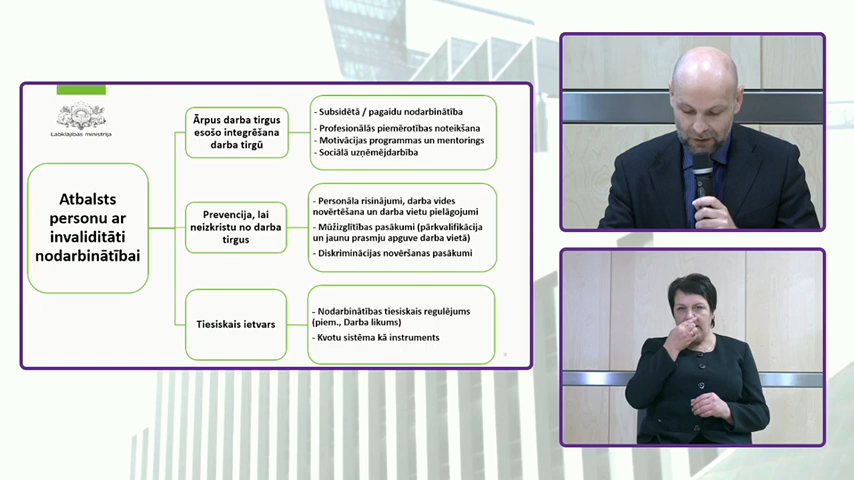 Labklājības ministrija
Atbalsts
personu ar
invaliditāti
nodarbinātībai
Ārpus darba tirgus
esošo integrēšana
darba tirgū
- Subsidētā / pagaidu nodarbinātība
- Profesionālās piemērotības noteikšana
- Motivācijas programmas un mentorings
- Sociālā uzņēmējdarbība
Prevencija, lai
neizkristu no darba
tirgus
- Personāla risinājumi, darba vides
novērtēšana un darba vietu pielāgojumi
- Mūžizglītības pasākumi (pārkvalifikācija
un jaunu prasmju apguve darba vietā)
- Diskriminācijas novēršanas pasākumi
Tiesiskais ietvars
- Nodarbinātības tiesiskais regulējums
(piem., Darba likums)
- Kvotu sistēma kā instruments